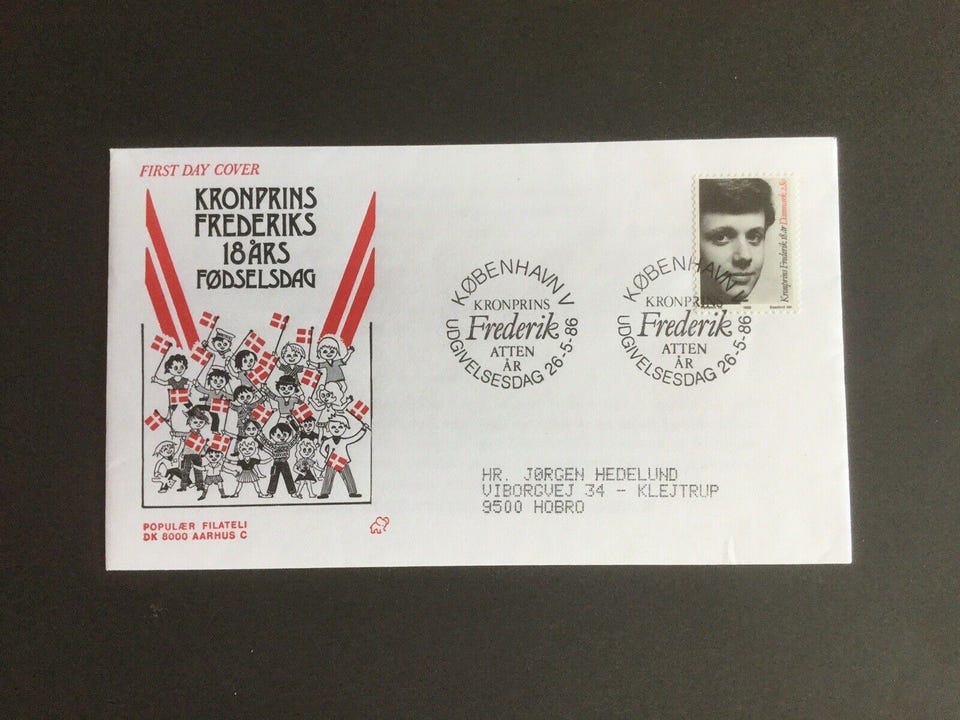 FIRST DAY COVER
KRONPRINS
FREDERIKS
18 ÅRS
FØDSELSDAG
POPULÆR FILATELI
DK 8000 AARHUS C
KØBENHAVN V
KRONPRINS
Frederik
ATTEN
ÅR
UDGIVELSESDAG 26-5-86
KØBENHAVN V
KRONPRINS
Frederik
ATTEN
ÅR
UDGIVELSESDAG 26-5-86
Kronprins Frederik 18 år Danmark
HR. JØRGEN HEDELUND
VIBORGVEJ 34 - KLEJTRUP
9500 HOBRO